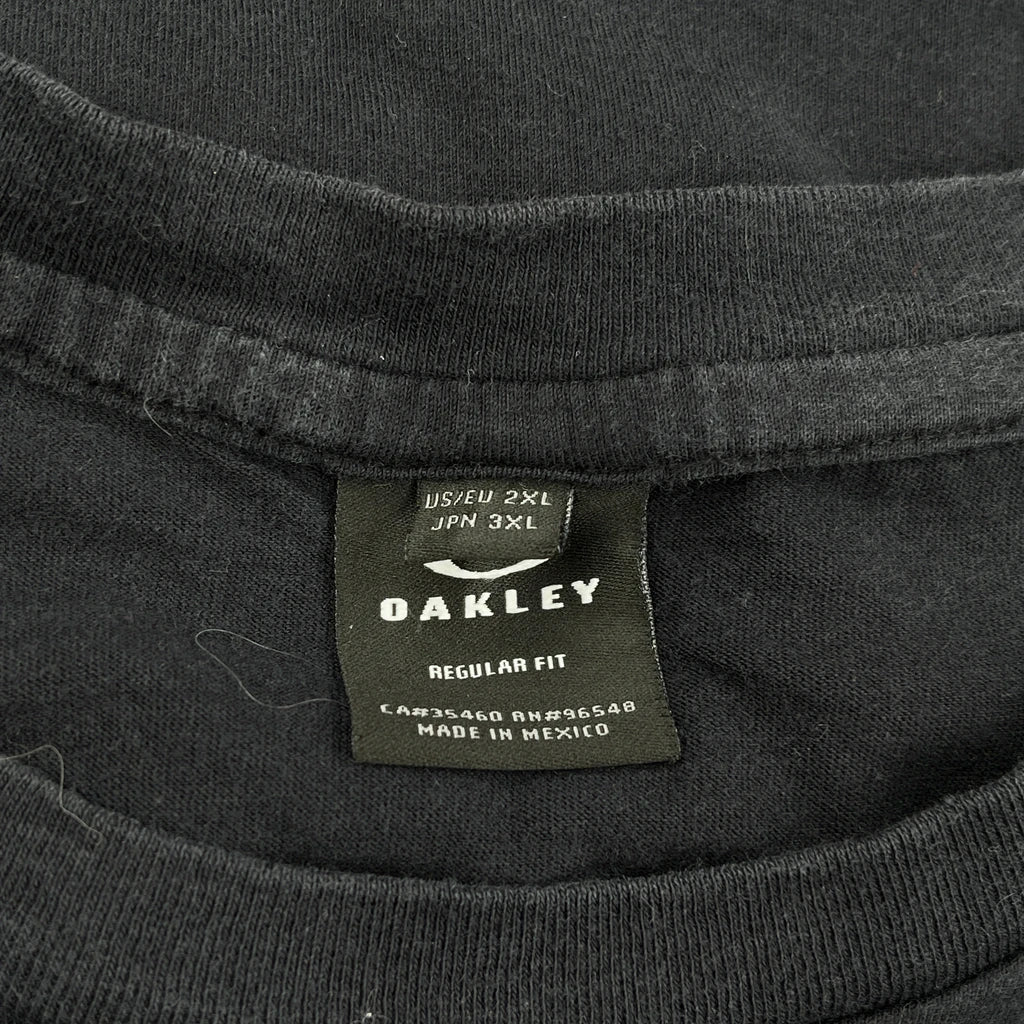 US/EU 2XL
JPN 3XL
OAKLEY
REGULAR FIT
CA#35460 RN#96548
MADE IN MEXICO